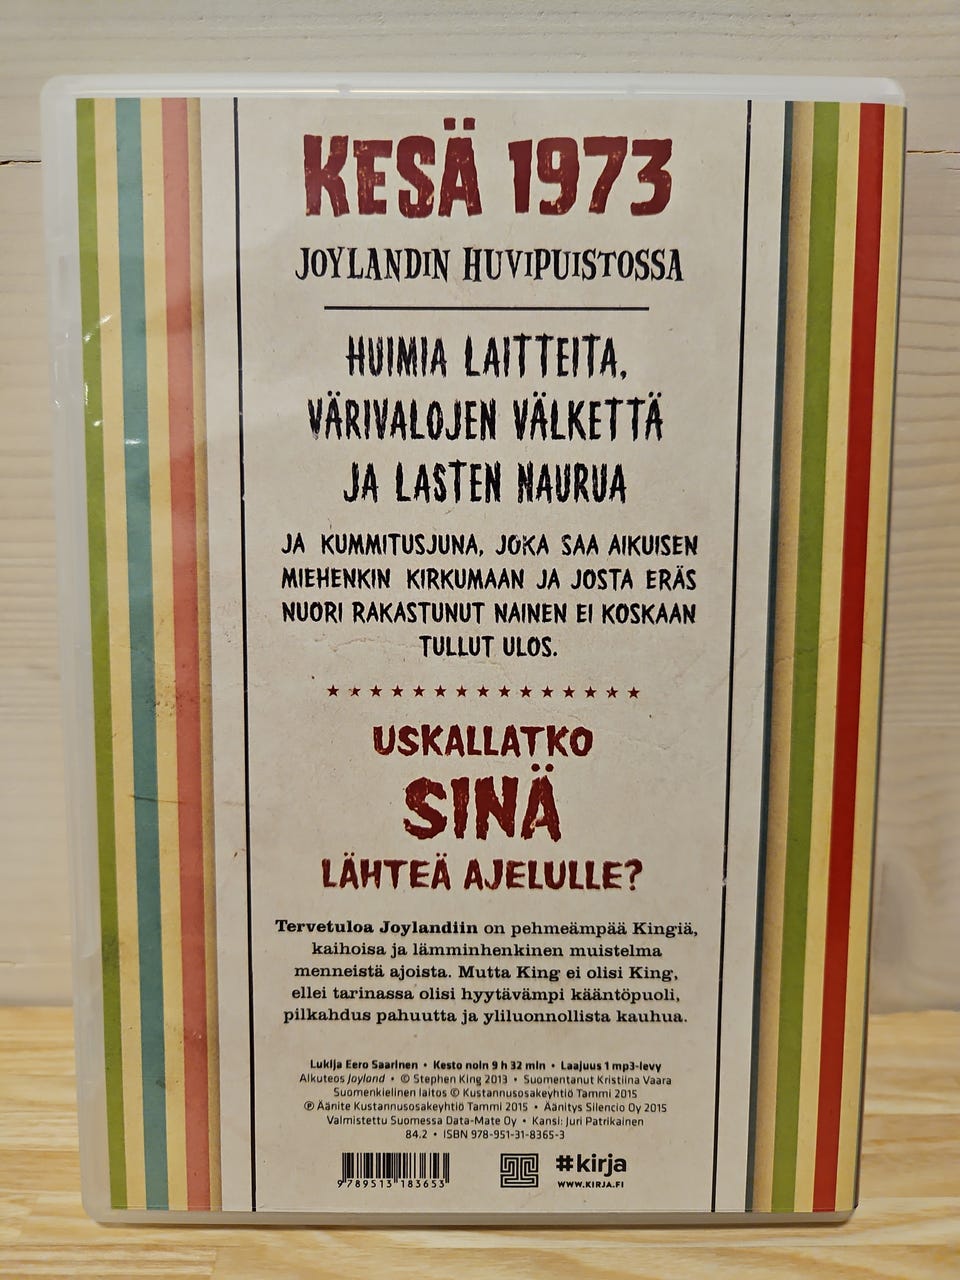 KESÄ 1973
JOYLANDIN HUVIPUISTOSSA
HUIMIA LAITTEITA,
VÄRIVALOJEN VÄLKETTÄ
JA LASTEN NAURUA
JA KUMMITUSJUNA, JOKA SAA AIKUISEN
MIEHENKIN KIRKUMAAN JA JOSTA ERÄS
NUORI RAKASTUNUT NAINEN EI KOSKAAN
TULLUT ULOS.
USKALLATKO
SINÄ
LÄHTEÄ AJELULLE?
Tervetuloa Joylandiin on pehmeämpää Kingiä,
kaihoisa ja lämminhenkinen muistelma
menneistä ajoista. Mutta King ei olisi King,
ellei tarinassa olisi hyytävämpi kääntöpuoli,
pilkahdus pahuutta ja yliluonnollista kauhua.
Lukija Eero Saarinen • Kesto noin 9 h 32 min • Laajuus 1 mp3-levy
Alkuteos Joyland • © Stephen King 2013 • Suomentanut Kristiina Vaara
Suomenkielinen laitos © Kustannusosakeyhtiö Tammi 2015
℗ Äänite Kustannusosakeyhtiö Tammi 2015 • Äänitys Silencio Oy 2015
Valmistettu Suomessa Data-Mate Oy • Kansi: Juri Patrikainen
84.2 • ISBN 978-951-31-8365-3
9 789513 183653
#kirja
WWW.KIRJA.FI